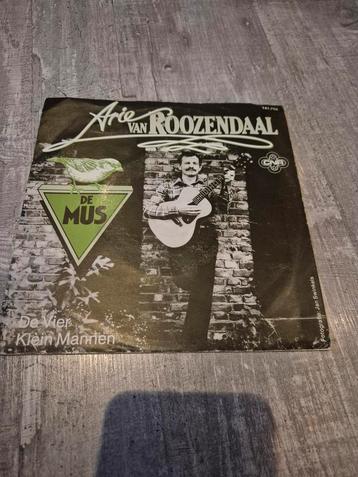 Arie
VAN ROOZENDAAL
CNR
DE
MUS
De Vier
Klein Mannen